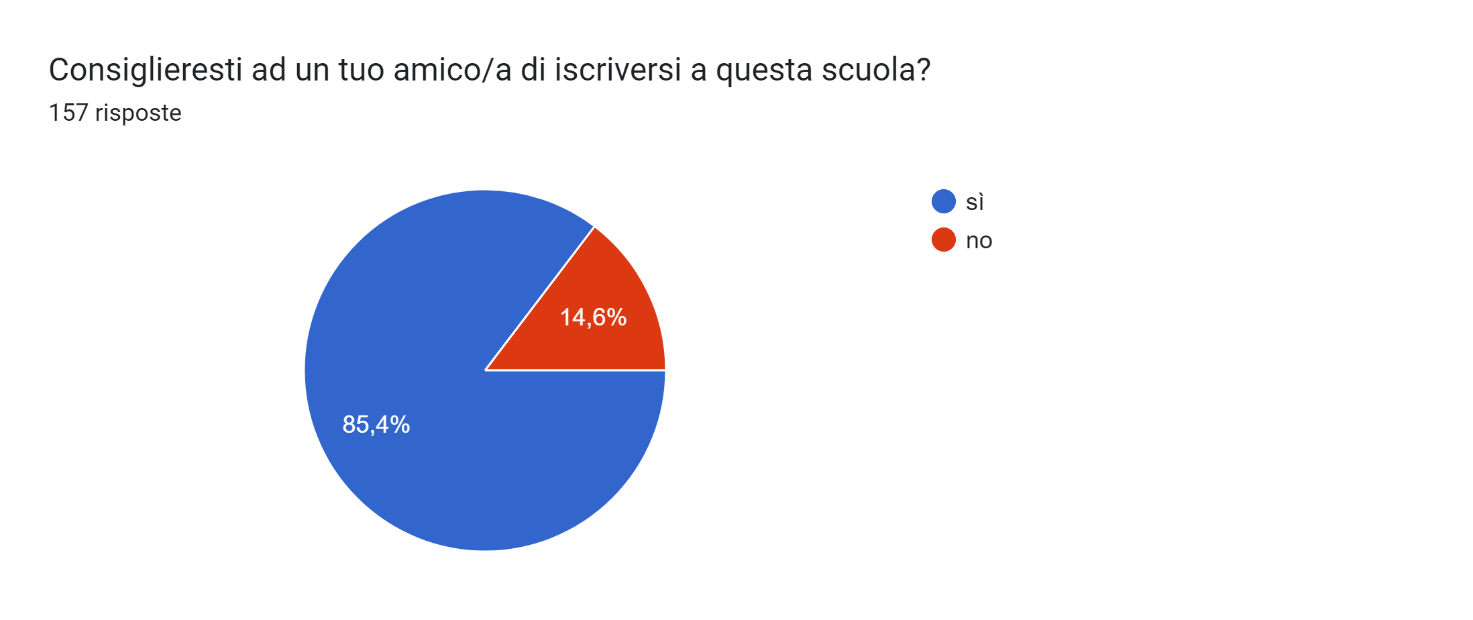 Consiglieresti ad un tuo amico/a di iscriversi a questa scuola?
157 risposte
sì
no
14,6%
85,4%